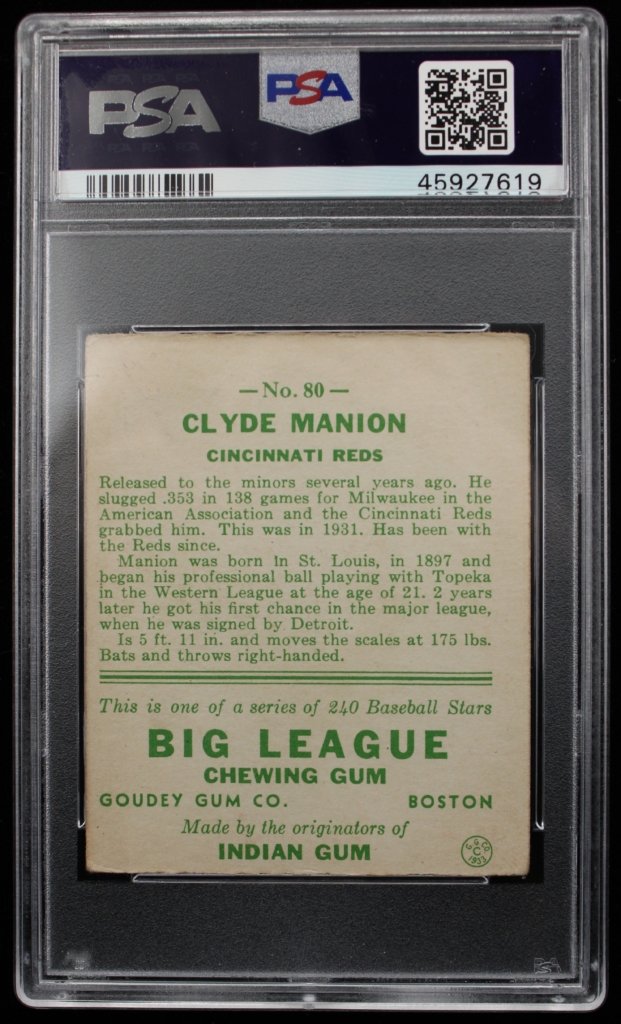 PSA
PSA
45927619
— No. 80 —
CLYDE MANION
CINCINNATI REDS
Released to the minors several years ago. He
slugged .353 in 138 games for Milwaukee in the
American Association and the Cincinnati Reds
grabbed him. This was in 1931. Has been with
the Reds since.
Manion was born in St. Louis, in 1897 and
began his professional ball playing with Topeka
in the Western League at the age of 21. 2 years
later he got his first chance in the major league,
when he was signed by Detroit.
Is 5 ft. 11 in. and moves the scales at 175 lbs.
Bats and throws right-handed.
This is one of a series of 240 Baseball Stars
BIG LEAGUE
CHEWING GUM
GOUDEY GUM CO. BOSTON
Made by the originators of
INDIAN GUM
G.G.CO.
C
1933
PSA